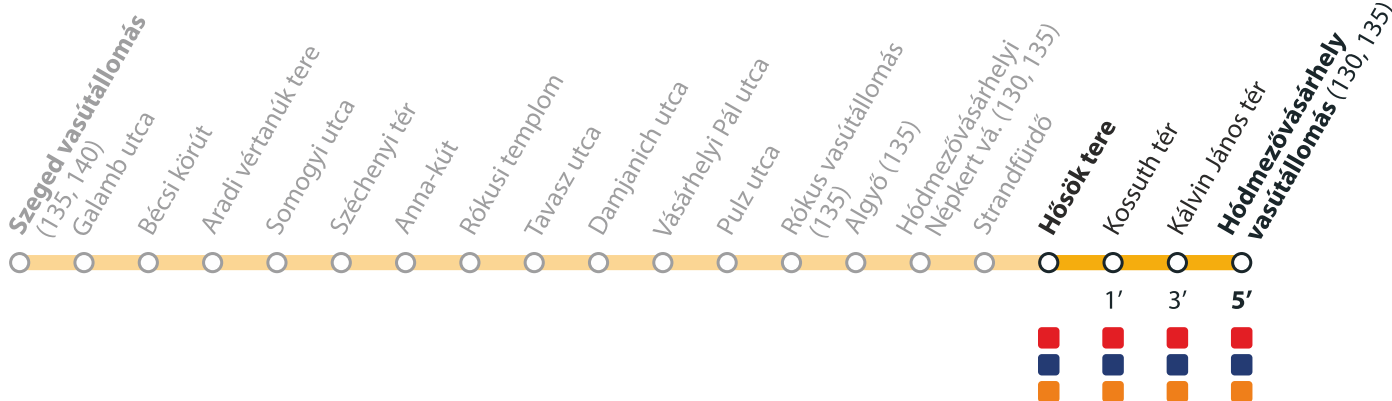 Szeged vasútállomás
(135, 140)
Galamb utca
Bécsi körút
Aradi vértanúk tere
Somogyi utca
Széchenyi tér
Anna-kút
Rókusi templom
Tavasz utca
Damjanich utca
Vásárhelyi Pál utca
Pulz utca
Rókus vasútállomás
(135)
Algyő (135)
Hódmezővásárhelyi
Népkert vá. (130, 135)
Strandfürdő
Hősök tere
Kossuth tér
Kálvin János tér
Hódmezővásárhely
vasútállomás (130, 135)
1′ 3′ 5′